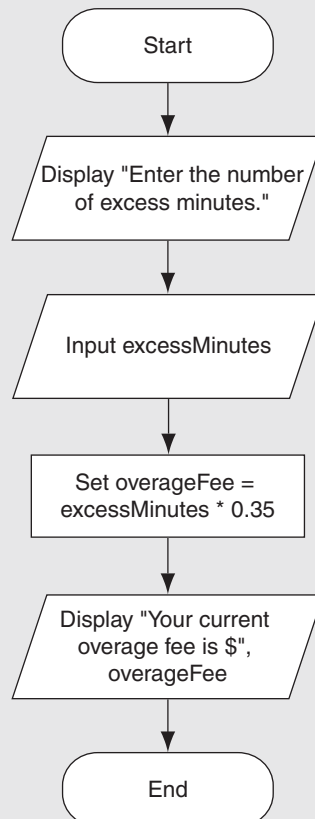 Start
Display "Enter the number
of excess minutes."
Input excessMinutes
Set overageFee =
excessMinutes * 0.35
Display "Your current
overage fee is $",
overageFee
End